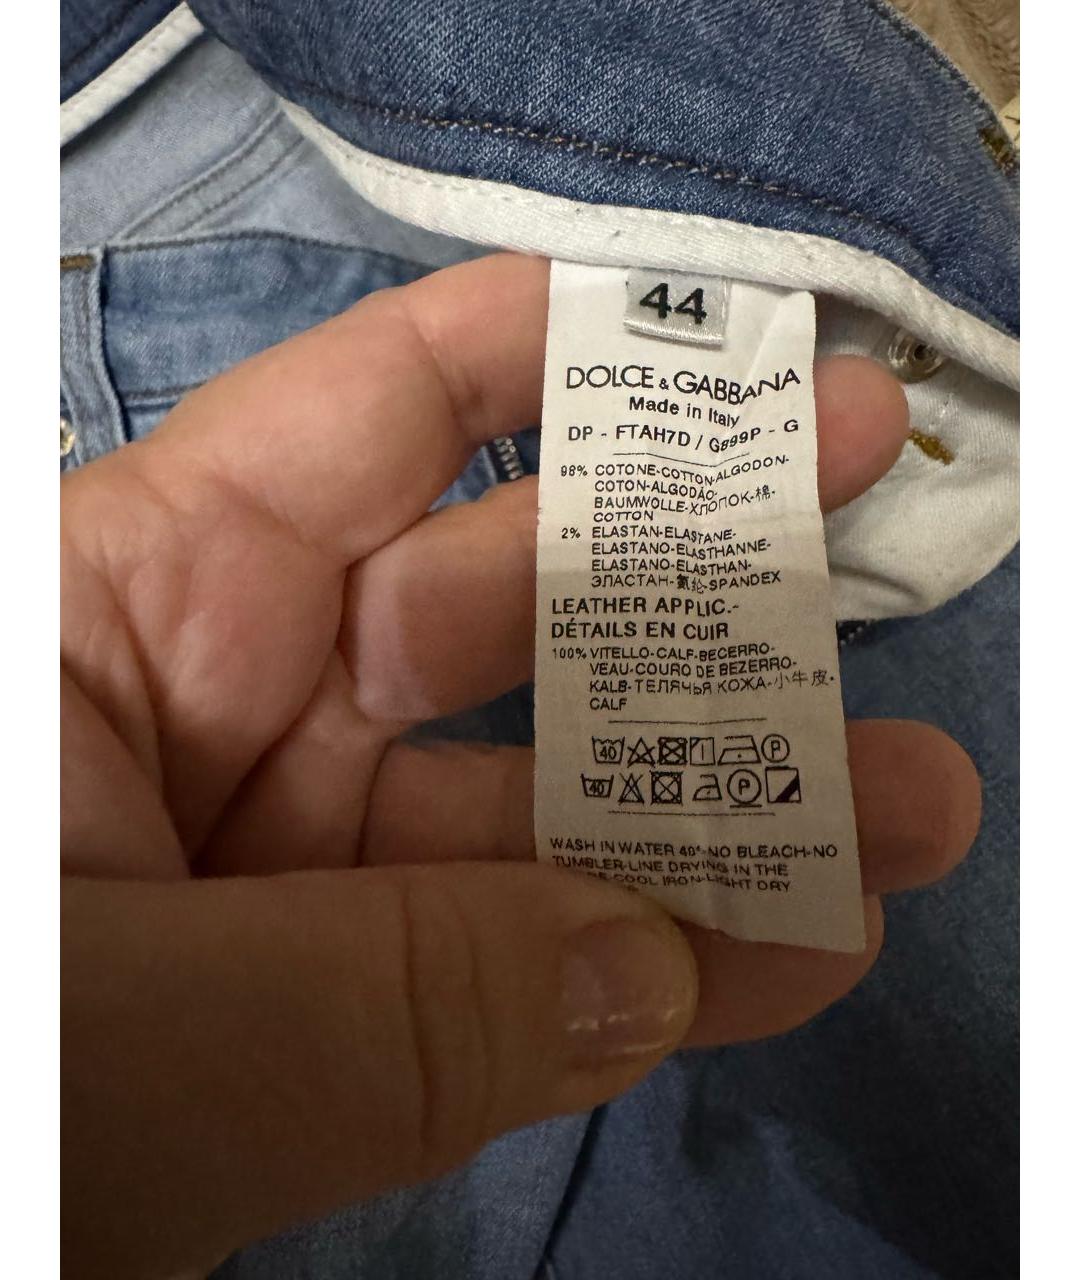 44
DOLCE & GABBANA
Made in Italy
DP - FTAH7D / G899P - G
98% COTONE-COTTON-ALGODON-
COTON-ALGODÃO-
BAUMWOLLE-ХЛОПОК-棉-
COTTON
2% ELASTAN-ELASTANE-
ELASTANO-ELASTHANNE-
ELASTANO-ELASTHAN-
ЭЛАСТАН-氨纶-SPANDEX
LEATHER APPLIC.-
DÉTAILS EN CUIR
100% VITELLO-CALF-BECERRO-
VEAU-COURO DE BEZERRO-
KALB-ТЕЛЯЧЬЯ КОЖА-小牛皮-
CALF
40 P
40 P
WASH IN WATER 40°-NO BLEACH-NO
TUMBLER-LINE DRYING IN THE
COOL IRON-LIGHT DRY